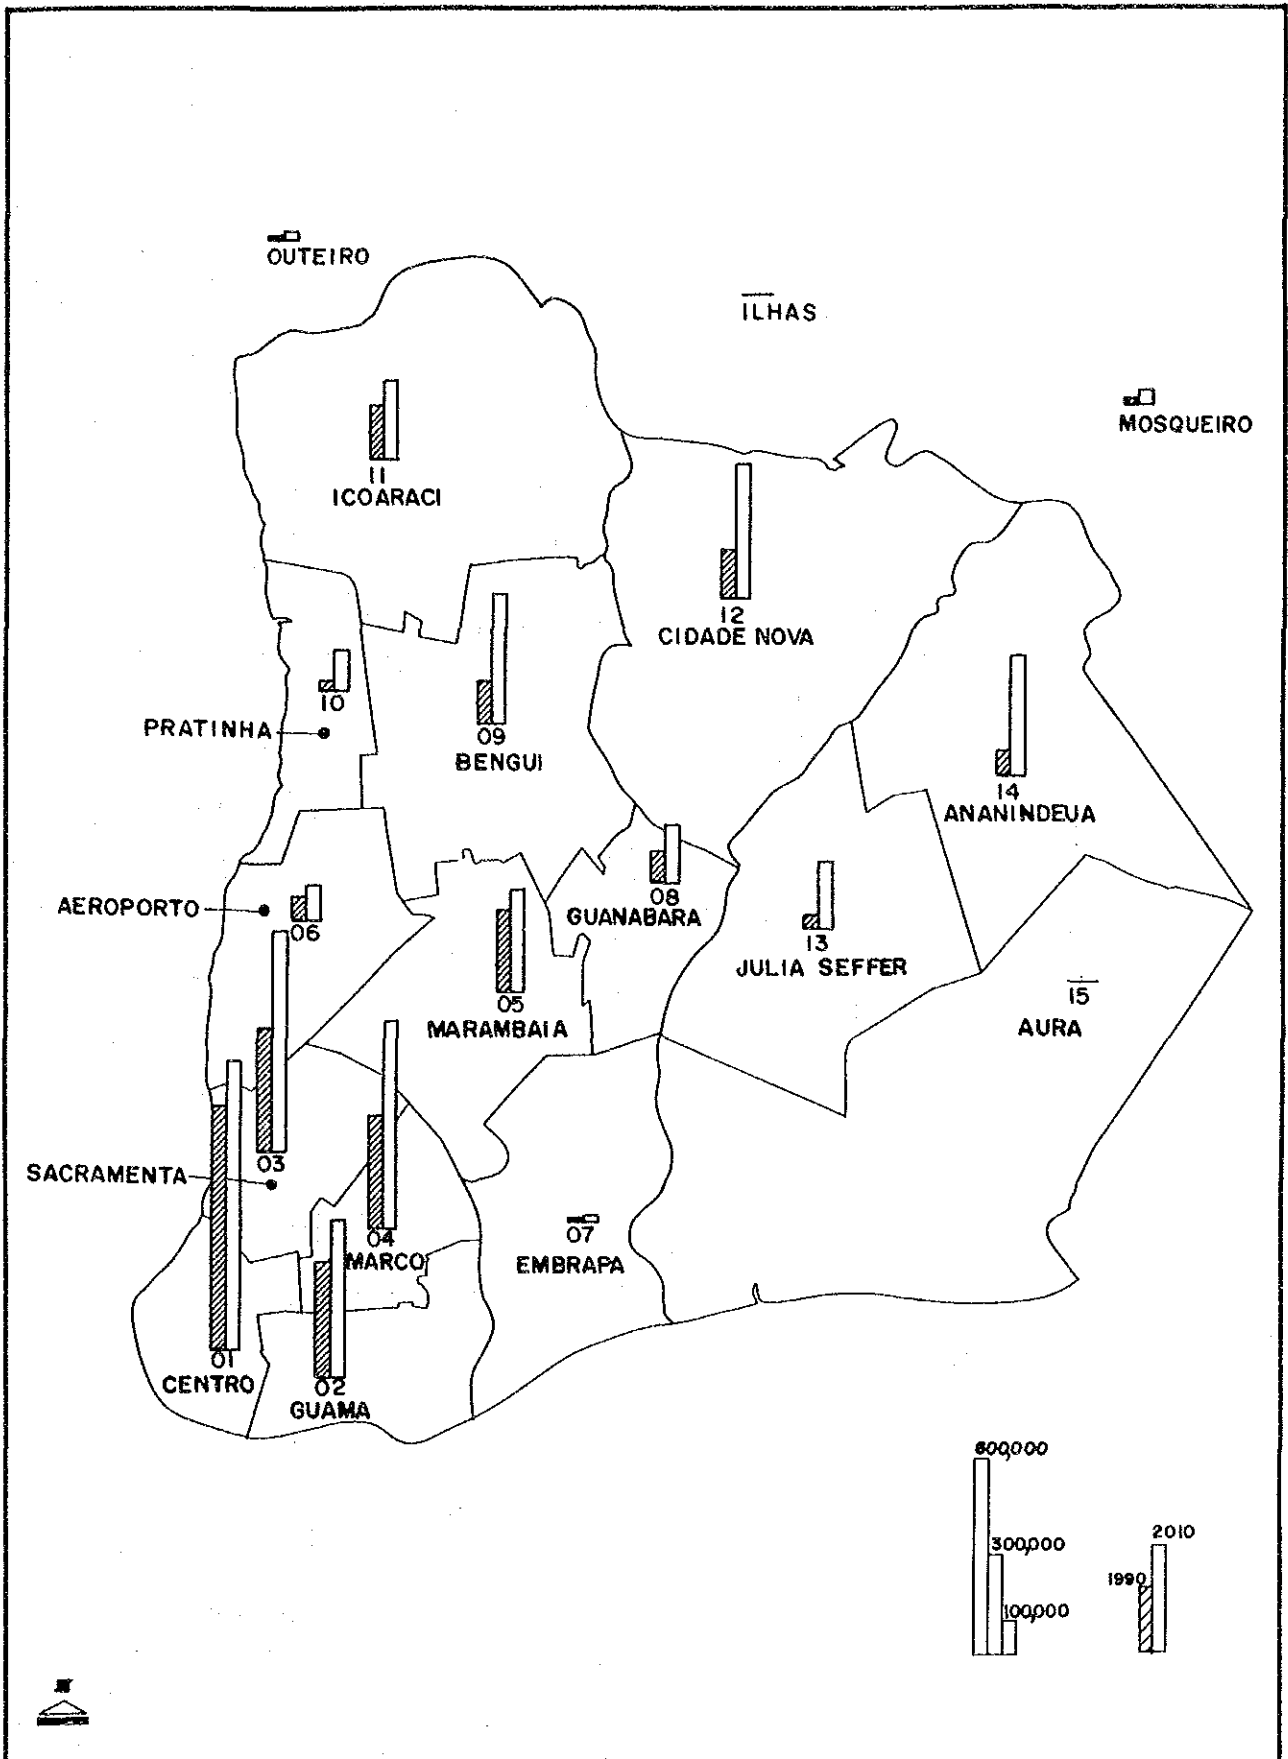 OUTEIRO
ILHAS
MOSQUEIRO
11
ICOARACI
12
CIDADE NOVA
10
PRATINHA
09
BENGUI
14
ANANINDEUA
AEROPORTO
06
08
GUANABARA
13
JULIA SEFFER
05
MARAMBAIA
15
AURA
03
SACRAMENTA
04
MARCO
07
EMBRAPA
01
CENTRO
02
GUAMA
600,000
300,000
100,000
2010
1990